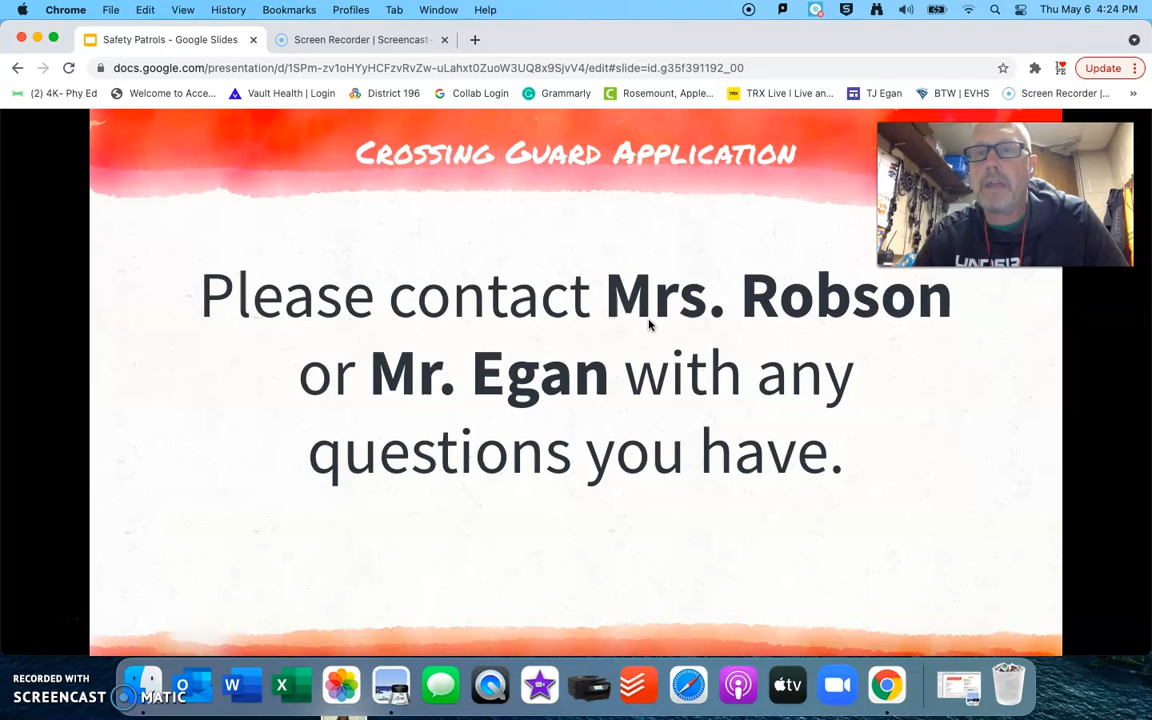 Chrome File Edit View History Bookmarks Profiles Tab Window Help Thu May 6 4:24 PM
Safety Patrols - Google Slides Screen Recorder | Screencast-
docs.google.com/presentation/d/1SPm-zv1oHYyHCFzvRvZw-uLahxt0ZuoW3UQ8x9SjvV4/edit#slide=id.g35f391192_00 Update
(2) 4K- Phy Ed Welcome to Acce... Vault Health | Login District 196 Collab Login Grammarly Rosemount, Apple... TRX Live I Live an... TJ Egan BTW | EVHS Screen Recorder |... »
Crossing Guard Application
Please contact Mrs. Robson
or Mr. Egan with any
questions you have.
RECORDED WITH
SCREENCAST MATIC
tv